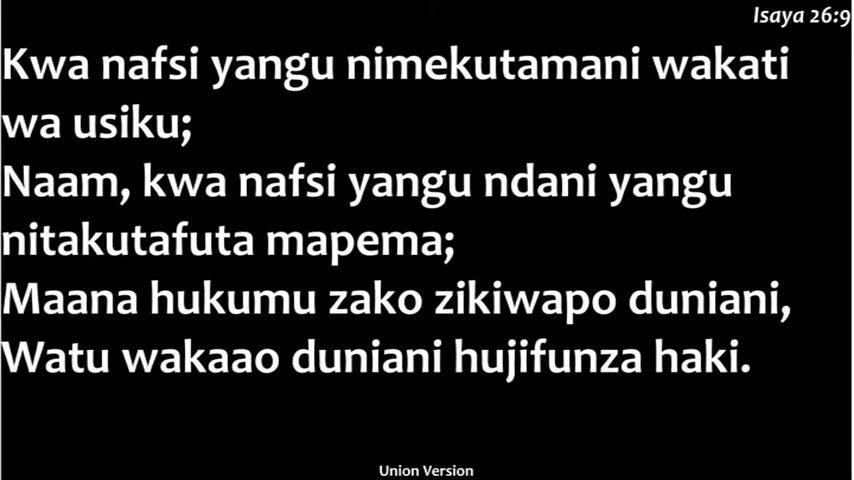 Isaya 26:9
Kwa nafsi yangu nimekutamani wakati
wa usiku;
Naam, kwa nafsi yangu ndani yangu
nitakutafuta mapema;
Maana hukumu zako zikiwapo duniani,
Watu wakaao duniani hujifunza haki.
Union Version